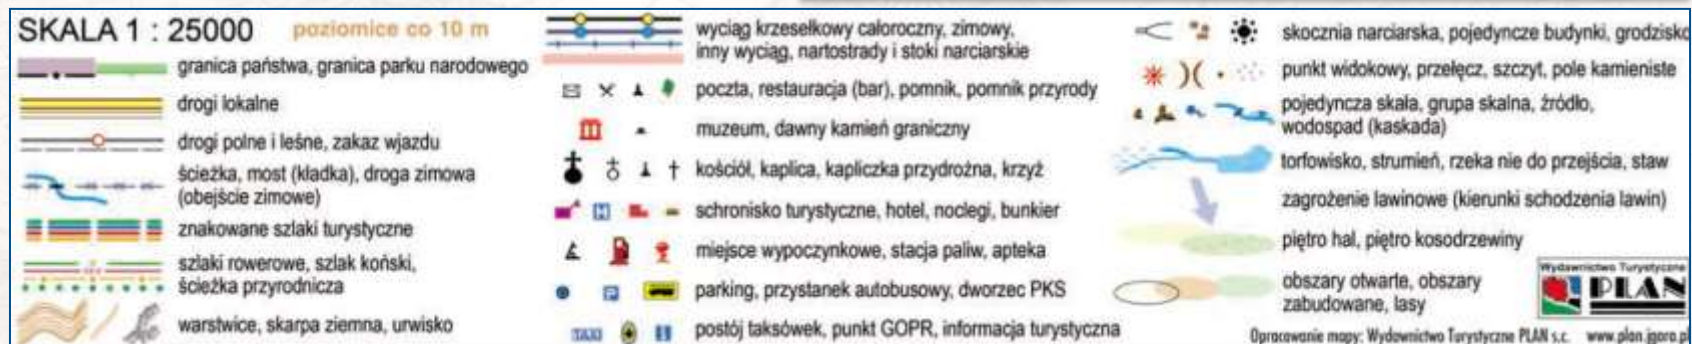 SKALA 1 : 25000
poziomice co 10 m
granica państwa, granica parku narodowego
drogi lokalne
drogi polne i leśne, zakaz wjazdu
ścieżka, most (kładka), droga zimowa
(obejście zimowe)
znakowane szlaki turystyczne
szlaki rowerowe, szlak koński,
ścieżka przyrodnicza
warstwice, skarpa ziemna, urwisko
wyciąg krzesełkowy całoroczny, zimowy,
inny wyciąg, nartostrady i stoki narciarskie
poczta, restauracja (bar), pomnik, pomnik przyrody
muzeum, dawny kamień graniczny
kościół, kaplica, kapliczka przydrożna, krzyż
schronisko turystyczne, hotel, noclegi, bunkier
H
miejsce wypoczynkowe, stacja paliw, apteka
P
parking, przystanek autobusowy, dworzec PKS
TAXI
postój taksówek, punkt GOPR, informacja turystyczna
skocznia narciarska, pojedyncze budynki, grodzisko
punkt widokowy, przełęcz, szczyt, pole kamieniste
pojedyncza skała, grupa skalna, źródło,
wodospad (kaskada)
torfowisko, strumień, rzeka nie do przejścia, staw
zagrożenie lawinowe (kierunki schodzenia lawin)
piętro hal, piętro kosodrzewiny
obszary otwarte, obszary
zabudowane, lasy
Wydawnictwo Turystyczne
PLAN
Opracowanie mapy: Wydawnictwo Turystyczne PLAN s.c. www.plan.jgora.pl